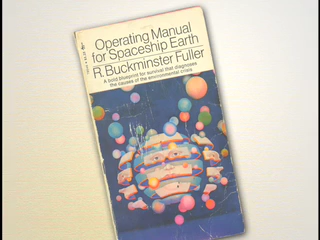 Operating Manual
for Spaceship Earth
R. Buckminster Fuller
A bold blueprint for survival that diagnoses
the causes of the environmental crisis.